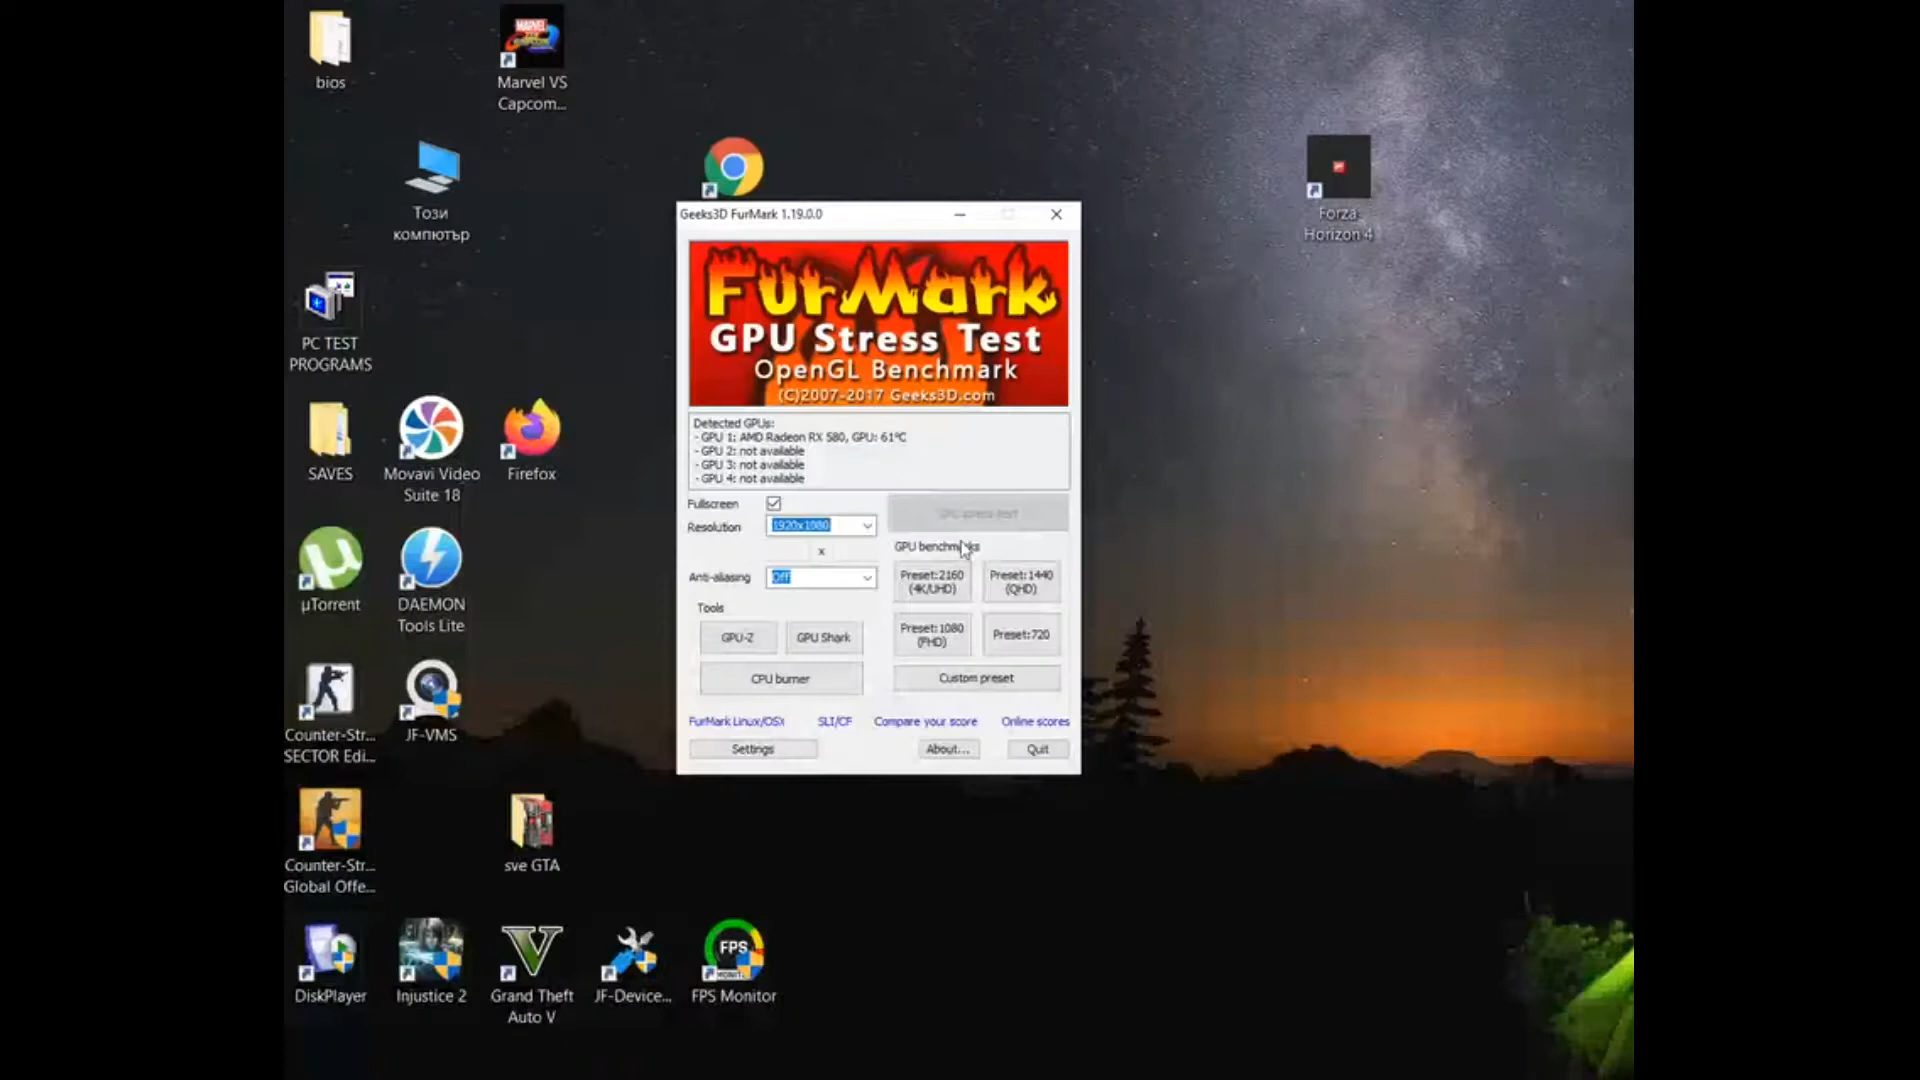 bios
Marvel VS
Capcom...
Този
компютър
Forza
Horizon 4
PC TEST
PROGRAMS
SAVES
Movavi Video
Suite 18
Firefox
µTorrent
DAEMON
Tools Lite
Counter-Str...
SECTOR Edi...
JF-VMS
Counter-Str...
Global Offe...
sve GTA
DiskPlayer
Injustice 2
Grand Theft
Auto V
JF-Device...
FPS
FPS Monitor
Geeks3D FurMark 1.19.0.0
FurMark
GPU Stress Test
OpenGL Benchmark
(C)2007-2017 Geeks3D.com
Detected GPUs:
- GPU 1: AMD Radeon RX 580, GPU: 61°C
- GPU 2: not available
- GPU 3: not available
- GPU 4: not available
Fullscreen
GPU stress test
Resolution
1920x1080
x
GPU benchmarks
Anti-aliasing
Off
Preset:2160
(4K/UHD)
Preset:1440
(QHD)
Tools
GPU-Z
GPU Shark
Preset:1080
(FHD)
Preset:720
CPU burner
Custom preset
FurMark Linux/OSX
SLI/CF
Compare your score
Online scores
Settings
About...
Quit